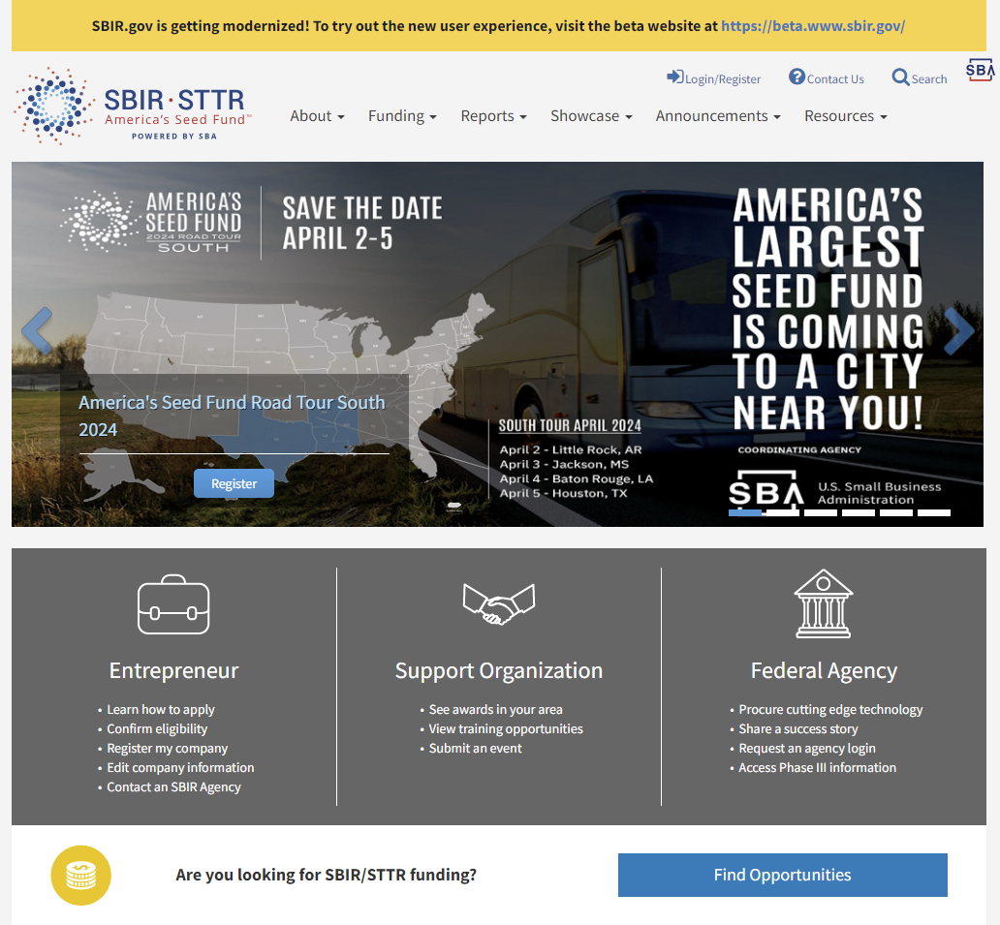 SBIR.gov is getting modernized! To try out the new user experience, visit the beta website at https://beta.www.sbir.gov/
Login/Register
Contact Us
Search
SBA
SBIR·STTR
America's Seed Fund™
POWERED BY SBA
About
Funding
Reports
Showcase
Announcements
Resources
AMERICA'S
SEED FUND
2024 ROAD TOUR
SOUTH
SAVE THE DATE
APRIL 2-5
AMERICA'S
LARGEST
SEED FUND
IS COMING
TO A CITY
NEAR YOU!
America's Seed Fund Road Tour South
2024
Register
SOUTH TOUR APRIL 2024
April 2 - Little Rock, AR
April 3 - Jackson, MS
April 4 - Baton Rouge, LA
April 5 - Houston, TX
COORDINATING AGENCY
SBA
U.S. Small Business
Administration
Entrepreneur
• Learn how to apply
• Confirm eligibility
• Register my company
• Edit company information
• Contact an SBIR Agency
Support Organization
• See awards in your area
• View training opportunities
• Submit an event
Federal Agency
• Procure cutting edge technology
• Share a success story
• Request an agency login
• Access Phase III information
Are you looking for SBIR/STTR funding?
Find Opportunities